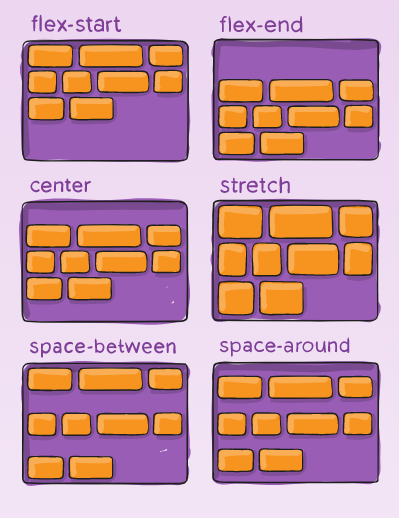 flex-start
flex-end
center
stretch
space-between
space-around